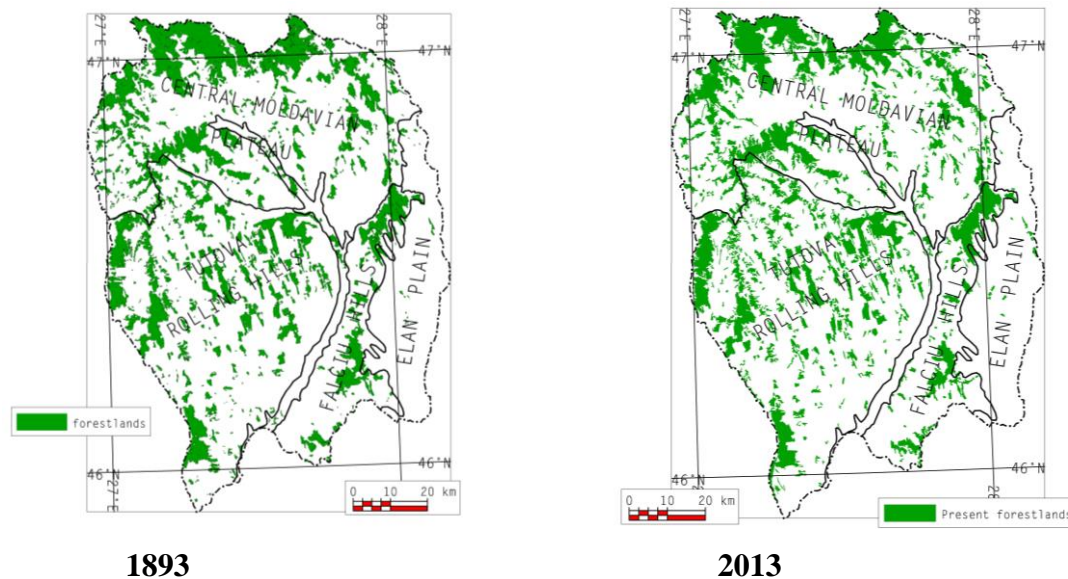 27°E
28°E
47°N
47°N
CENTRAL MOLDAVIAN
PLATEAU
TUTOVA
ROLLING HILLS
FALCIU HILLS
ELAN PLAIN
forestlands
46°N
46°N
27°E
0 10 20 km
1893
27°E
28°E
47°N
47°N
CENTRAL MOLDAVIAN
PLATEAU
TUTOVA
ROLLING HILLS
FALCIU HILLS
ELAN PLAIN
46°N
46°N
0 10 20 km
Present forestlands
2013